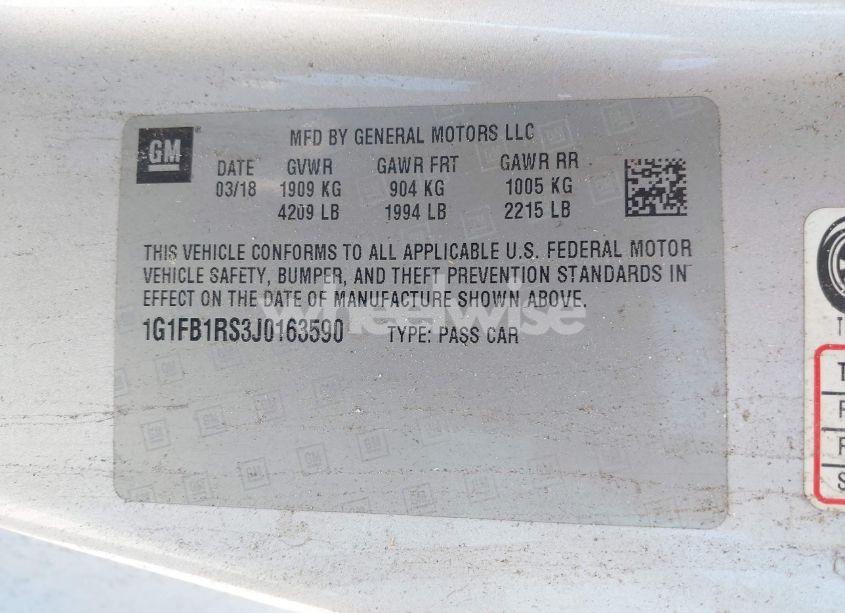 GM
MFD BY GENERAL MOTORS LLC
DATE GVWR GAWR FRT GAWR RR
03/18 1909 KG 904 KG 1005 KG
4209 LB 1994 LB 2215 LB
THIS VEHICLE CONFORMS TO ALL APPLICABLE U.S. FEDERAL MOTOR
VEHICLE SAFETY, BUMPER, AND THEFT PREVENTION STANDARDS IN
EFFECT ON THE DATE OF MANUFACTURE SHOWN ABOVE.
wheelwise
1G1FB1RS3J0163590 TYPE: PASS CAR